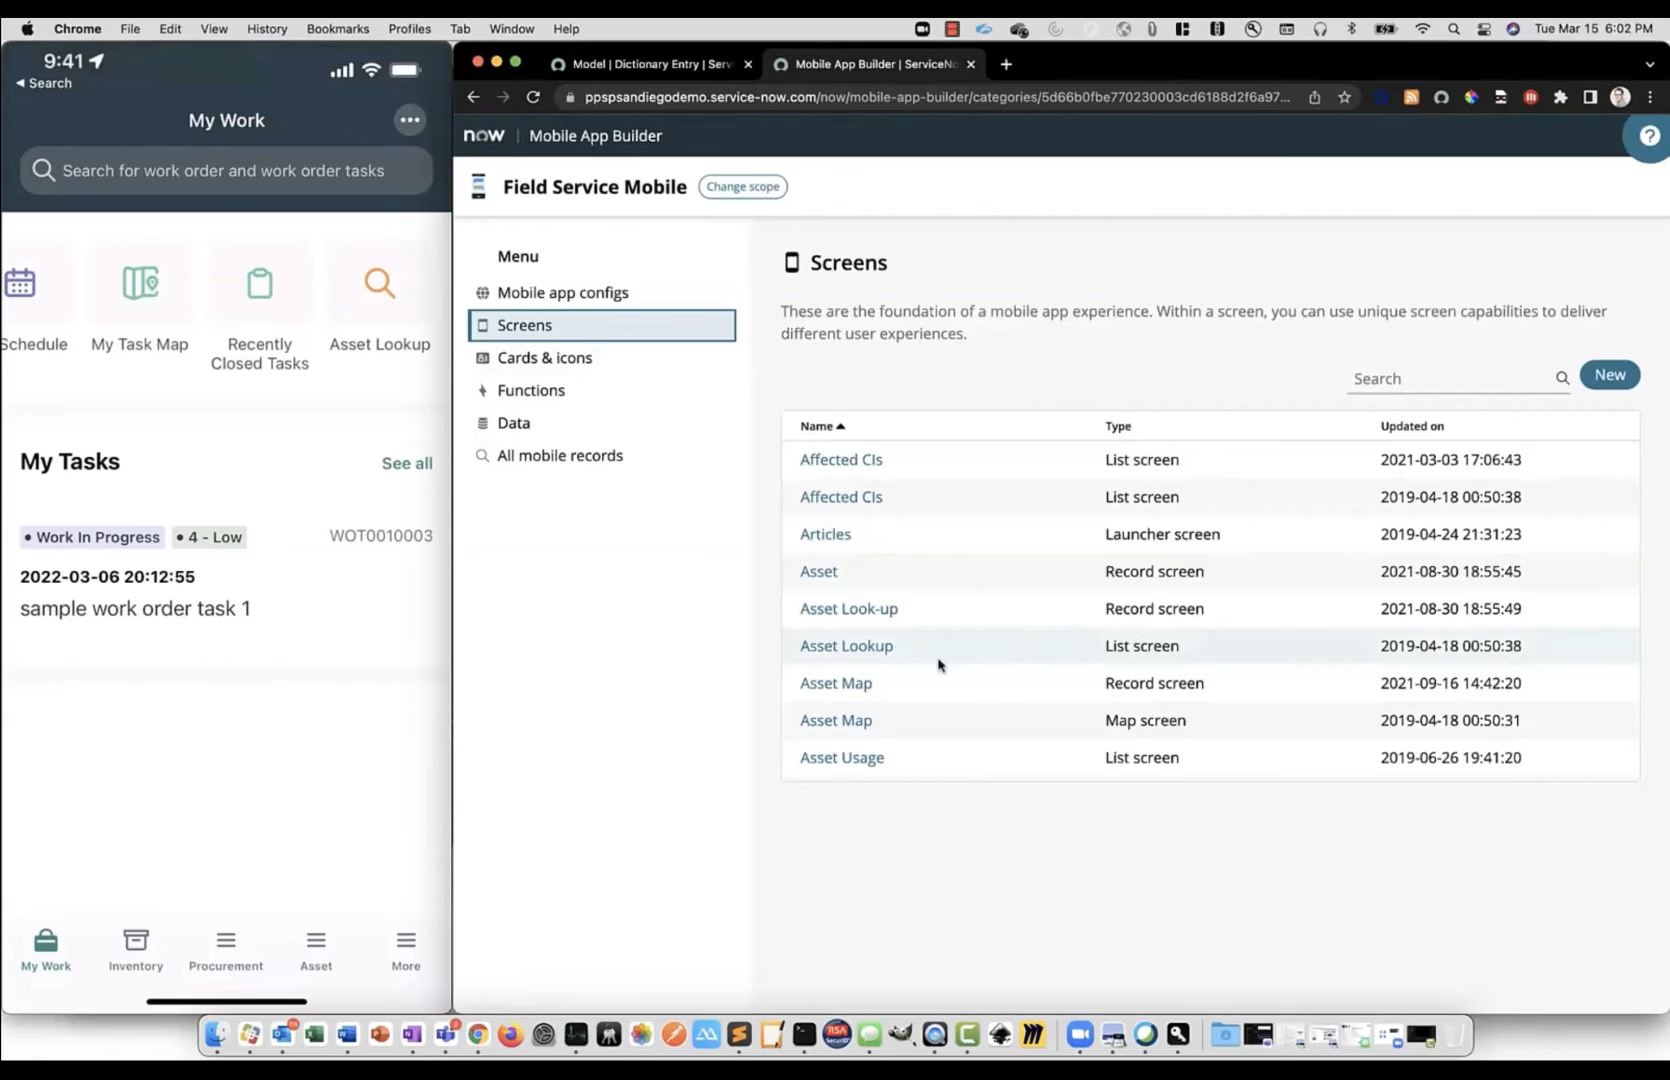 Chrome File Edit View History Bookmarks Profiles Tab Window Help
Tue Mar 15 6:02 PM
9:41
Search
My Work
Search for work order and work order tasks
Schedule
My Task Map
Recently
Closed Tasks
Asset Lookup
My Tasks
See all
• Work In Progress • 4 - Low WOT0010003
2022-03-06 20:12:55
sample work order task 1
My Work Inventory Procurement Asset More
Model | Dictionary Entry | Serv
Mobile App Builder | ServiceNo
ppspsandiegodemo.service-now.com/now/mobile-app-builder/categories/5d66b0fbe770230003cd6188d2f6a97...
now | Mobile App Builder
?
Field Service Mobile
Change scope
Menu
Mobile app configs
Screens
Cards & icons
Functions
Data
All mobile records
Screens
These are the foundation of a mobile app experience. Within a screen, you can use unique screen capabilities to deliver
different user experiences.
Search
New
Name Type Updated on
Affected CIs List screen 2021-03-03 17:06:43
Affected CIs List screen 2019-04-18 00:50:38
Articles Launcher screen 2019-04-24 21:31:23
Asset Record screen 2021-08-30 18:55:45
Asset Look-up Record screen 2021-08-30 18:55:49
Asset Lookup List screen 2019-04-18 00:50:38
Asset Map Record screen 2021-09-16 14:42:20
Asset Map Map screen 2019-04-18 00:50:31
Asset Usage List screen 2019-06-26 19:41:20
RSA